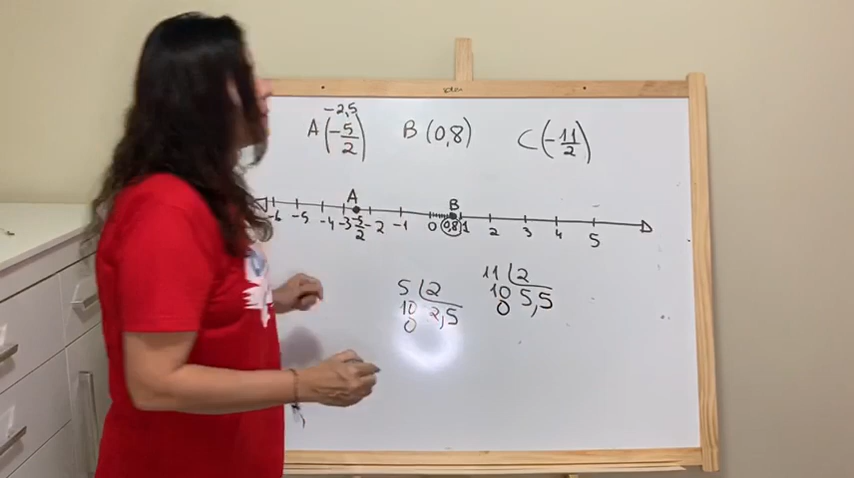 -2,5
A(-5/2) B(0,8) C(-11/2)
A B
-6 -5 -4 -3 -5/2 -2 -1 0 0,8 1 2 3 4 5
5 2 11 2
10 2,5 10 5,5
0 0